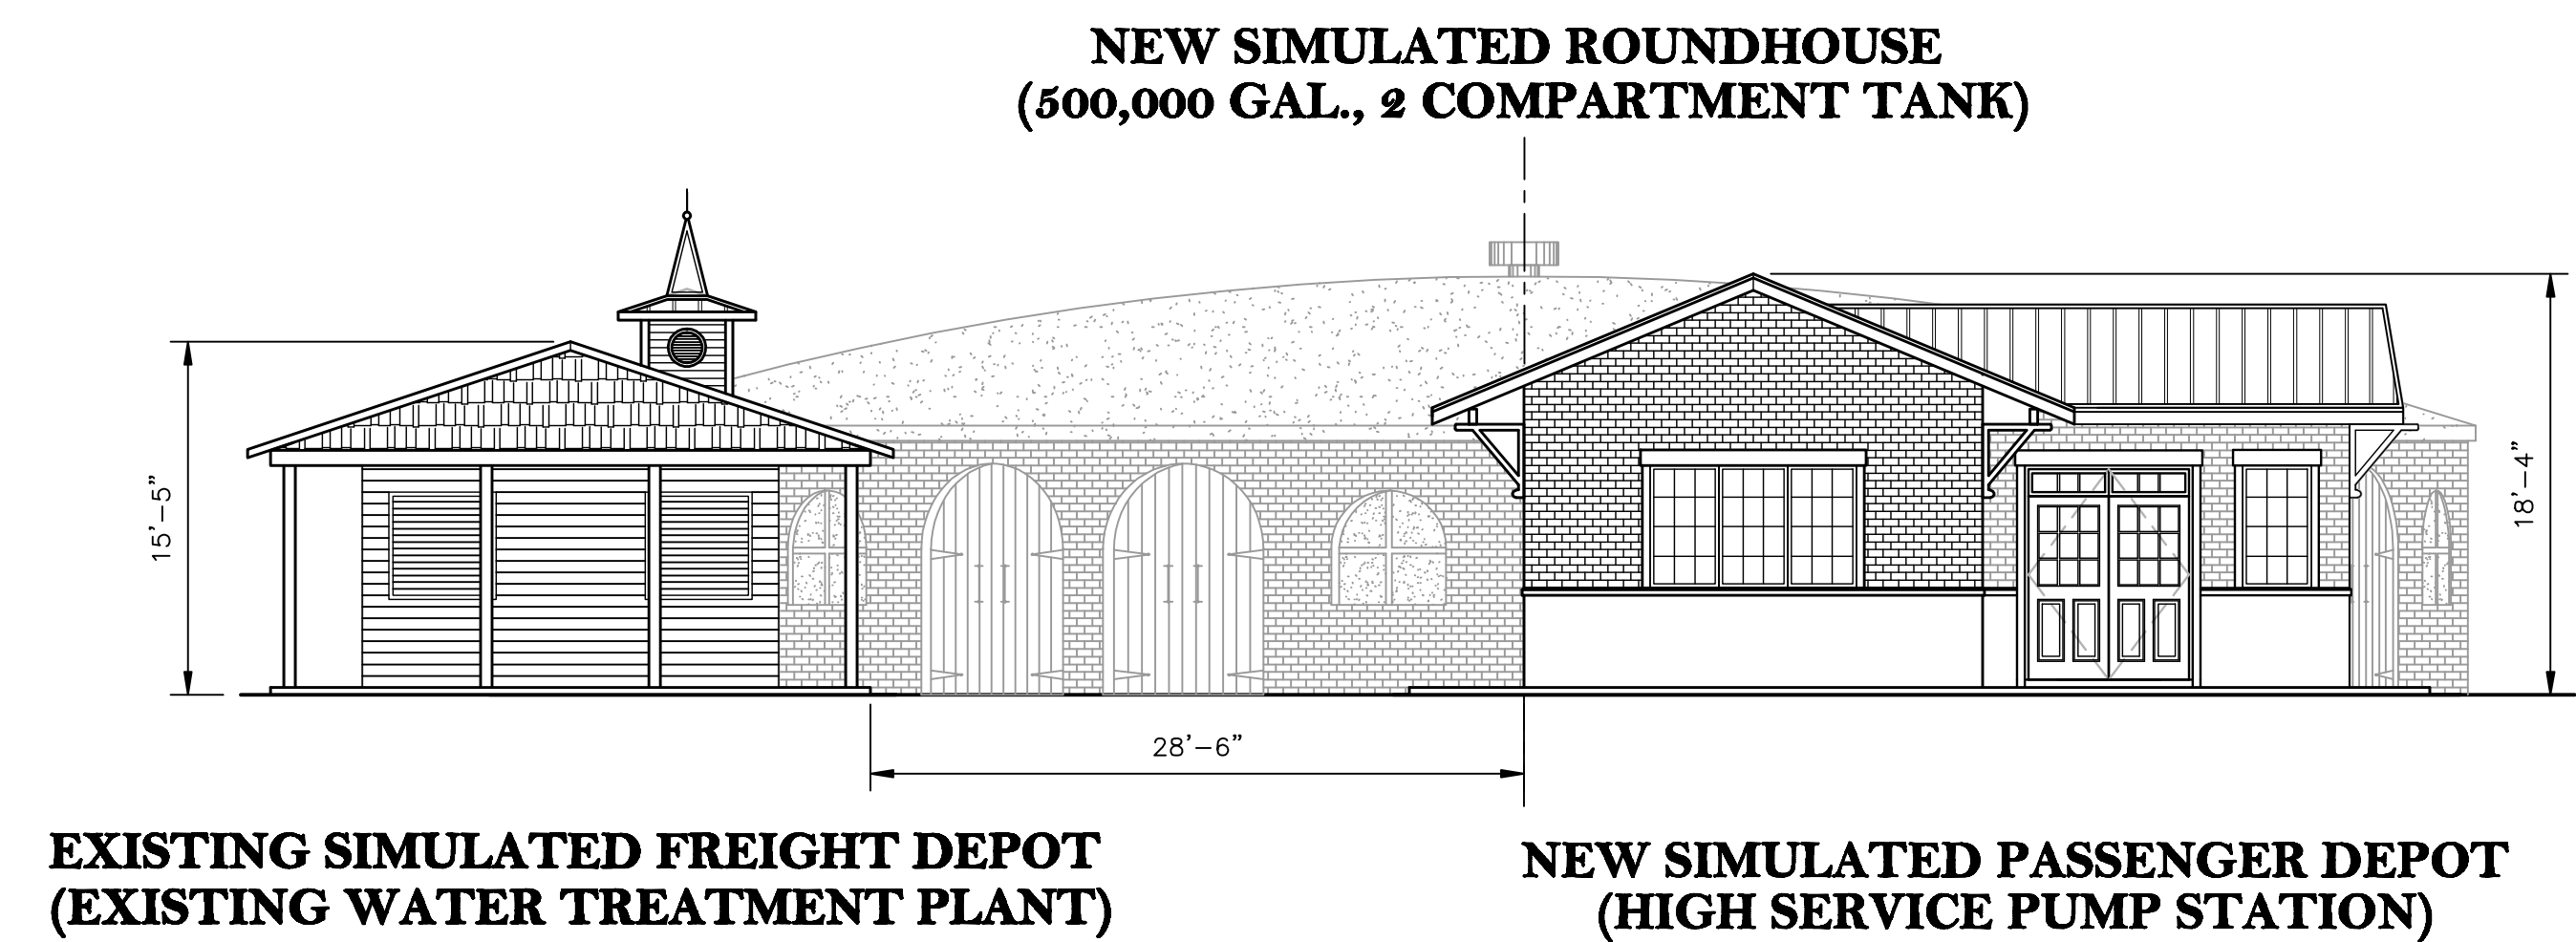 NEW SIMULATED ROUNDHOUSE
(500,000 GAL., 2 COMPARTMENT TANK)
15'-5"
18'-4"
28'-6"
EXISTING SIMULATED FREIGHT DEPOT
(EXISTING WATER TREATMENT PLANT)
NEW SIMULATED PASSENGER DEPOT
(HIGH SERVICE PUMP STATION)